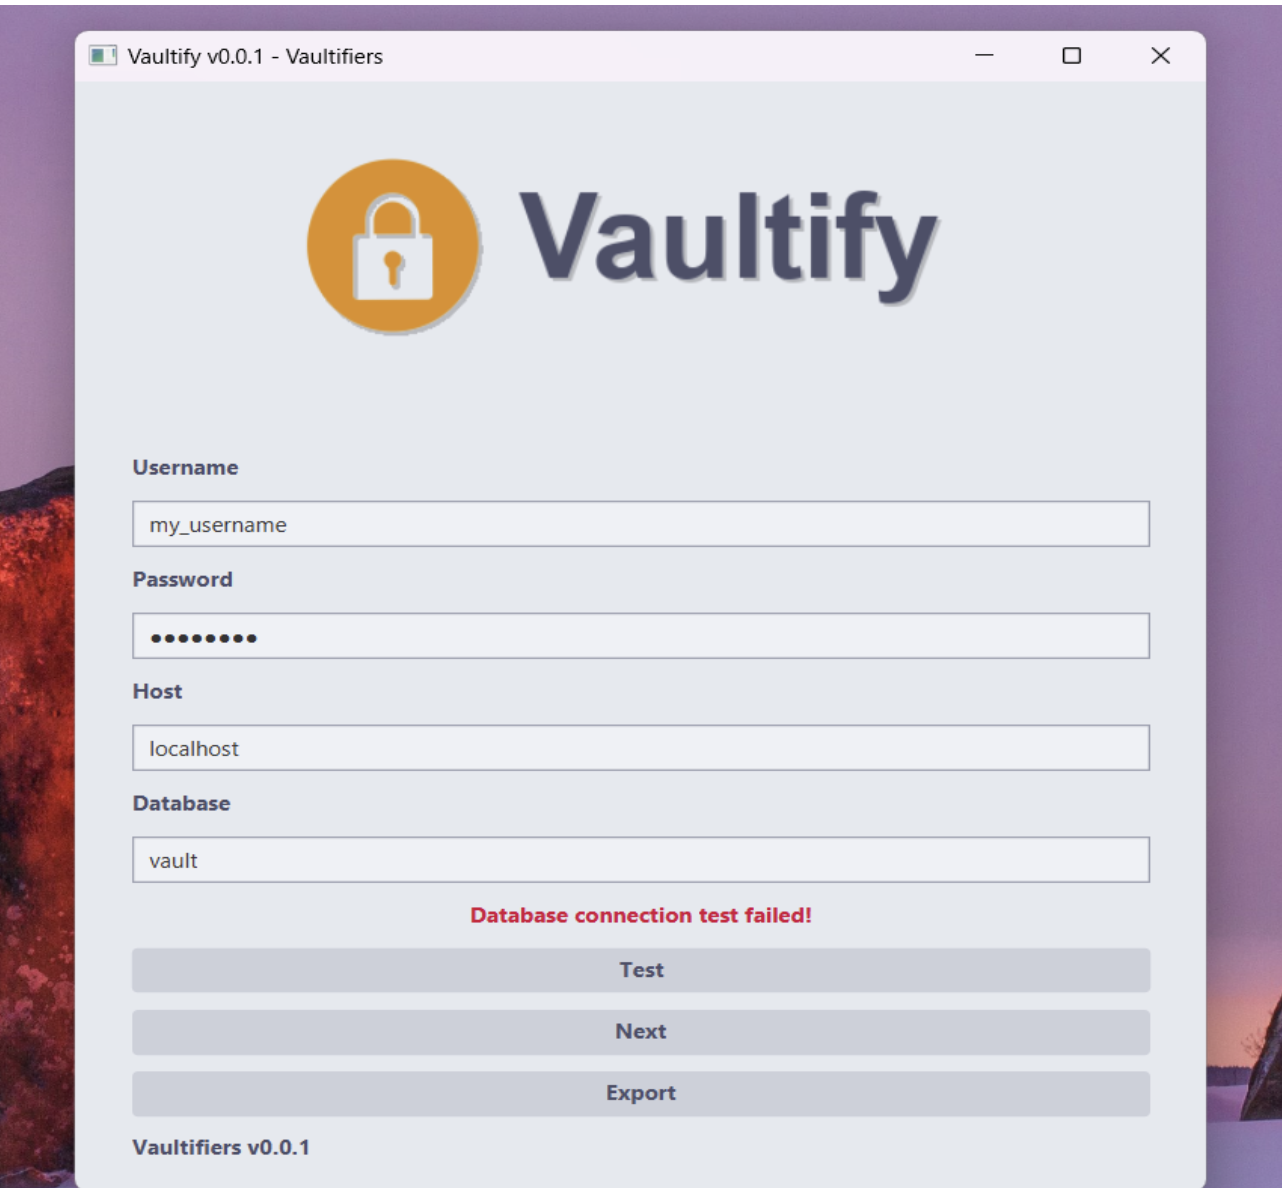 Vaultify v0.0.1 - Vaultifiers
Vaultify
Username
my_username
Password
••••••••
Host
localhost
Database
vault
Database connection test failed!
Test
Next
Export
Vaultifiers v0.0.1